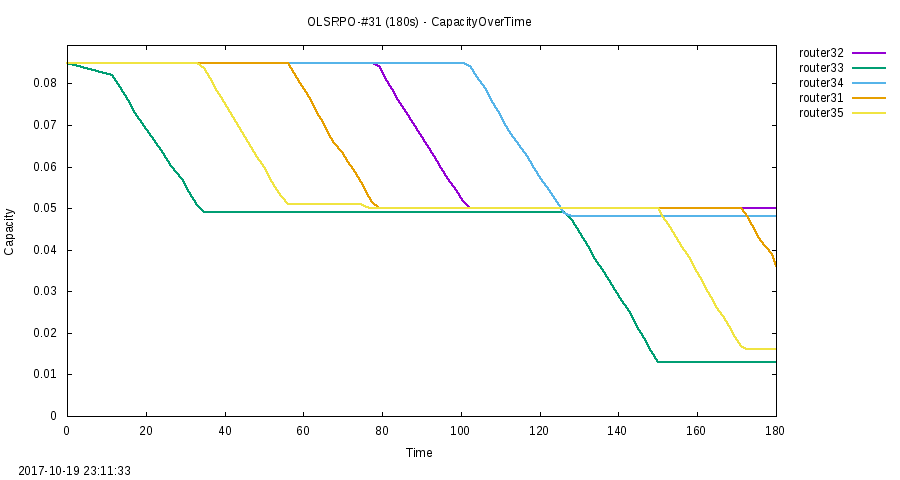 OLSRPO-#31 (180s) - CapacityOverTime
router32
router33
router34
router31
router35
0.08
0.07
0.06
0.05
0.04
0.03
0.02
0.01
0
Capacity
0 20 40 60 80 100 120 140 160 180
Time
2017-10-19 23:11:33